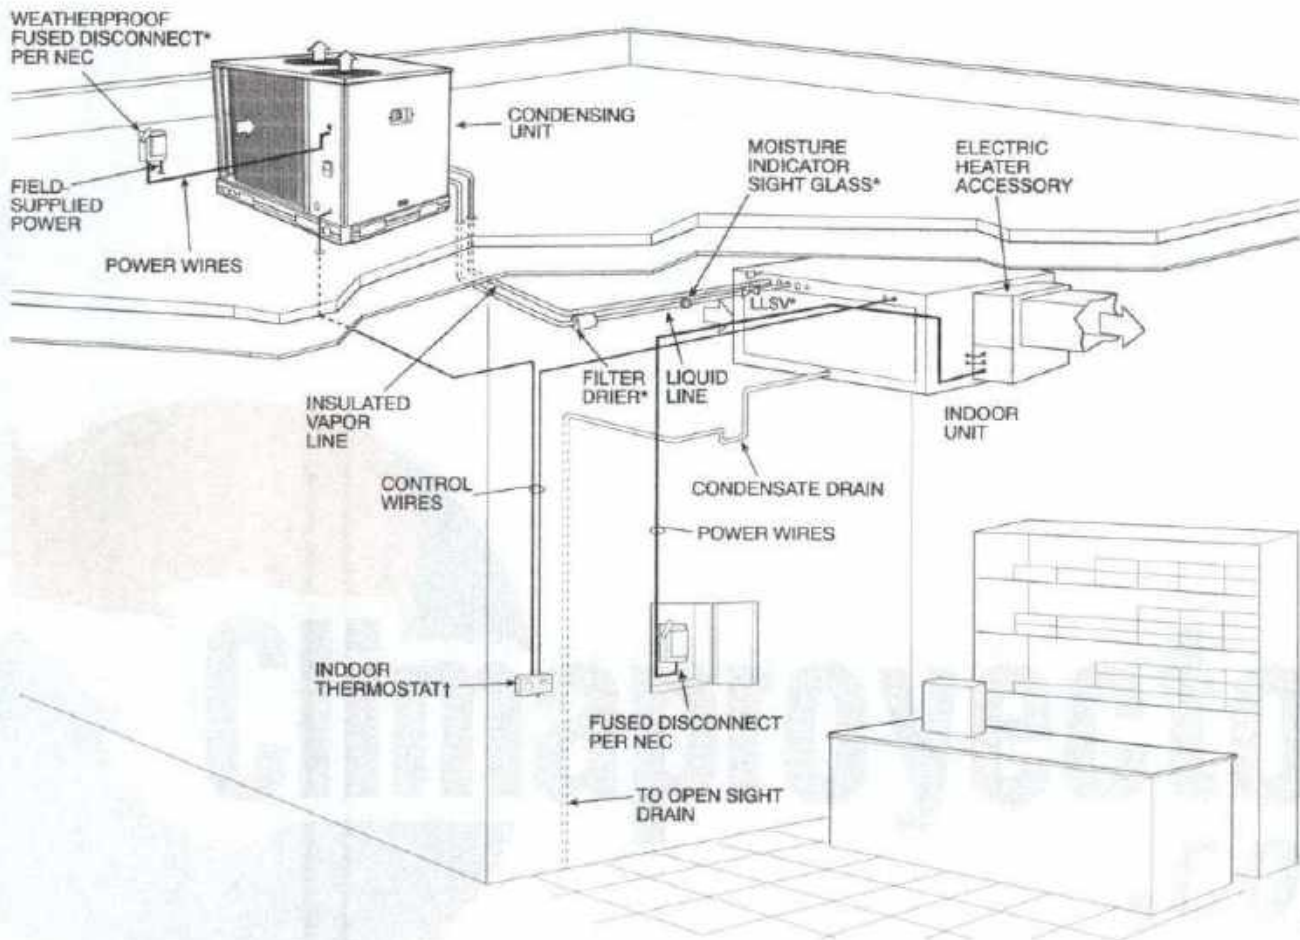 WEATHERPROOF
FUSED DISCONNECT*
PER NEC
CONDENSING
UNIT
MOISTURE
INDICATOR
SIGHT GLASS*
ELECTRIC
HEATER
ACCESSORY
FIELD-
SUPPLIED
POWER
POWER WIRES
LLSV*
INSULATED
VAPOR
LINE
FILTER
DRIER*
LIQUID
LINE
INDOOR
UNIT
CONTROL
WIRES
CONDENSATE DRAIN
POWER WIRES
INDOOR
THERMOSTAT†
FUSED DISCONNECT
PER NEC
TO OPEN SIGHT
DRAIN